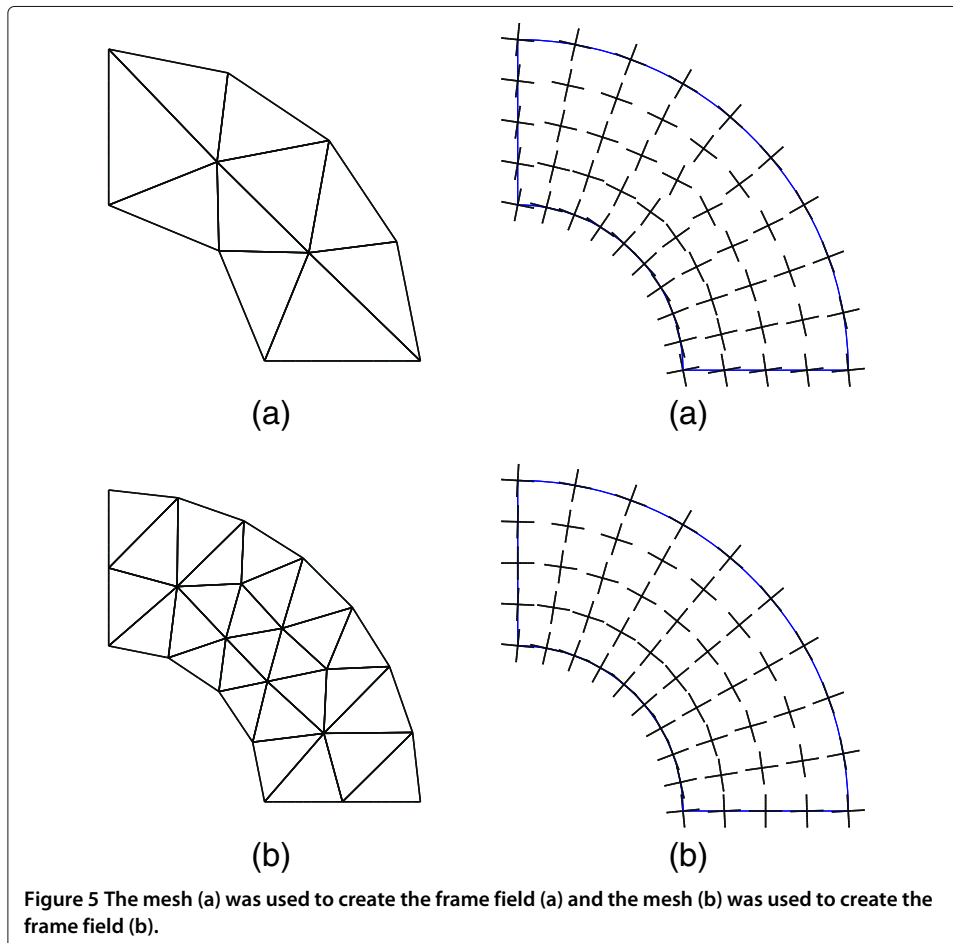 (a)
(a)
(b)
(b)
Figure 5 The mesh (a) was used to create the frame field (a) and the mesh (b) was used to create the
frame field (b).